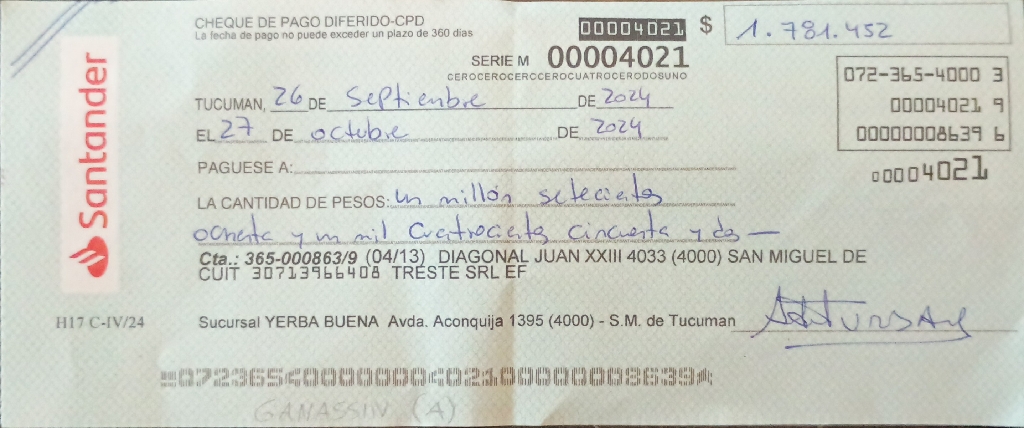 CHEQUE DE PAGO DIFERIDO-CPD
La fecha de pago no puede exceder un plazo de 360 dias
00004021 $ 1.781.452
SERIE M 00004021
CEROCEROCEROCEROCUATROCERODOSUNO
072-365-4000 3
00004021 9
00000008639 6
00004021
TUCUMAN, 26 DE Septiembre DE 2024
EL 27 DE octubre DE 2024
PAGUESE A:
LA CANTIDAD DE PESOS: un millón setecientos
ochenta y un mil cuatrocientos cincuenta y dos —
Cta.: 365-000863/9 (04/13) DIAGONAL JUAN XXIII 4033 (4000) SAN MIGUEL DE
CUIT 30713966408 TRESTE SRL EF
Santander
H17 C-IV/24
Sucursal YERBA BUENA Avda. Aconquija 1395 (4000) - S.M. de Tucuman
072365400000000402100000008639
GANASSIN (A)